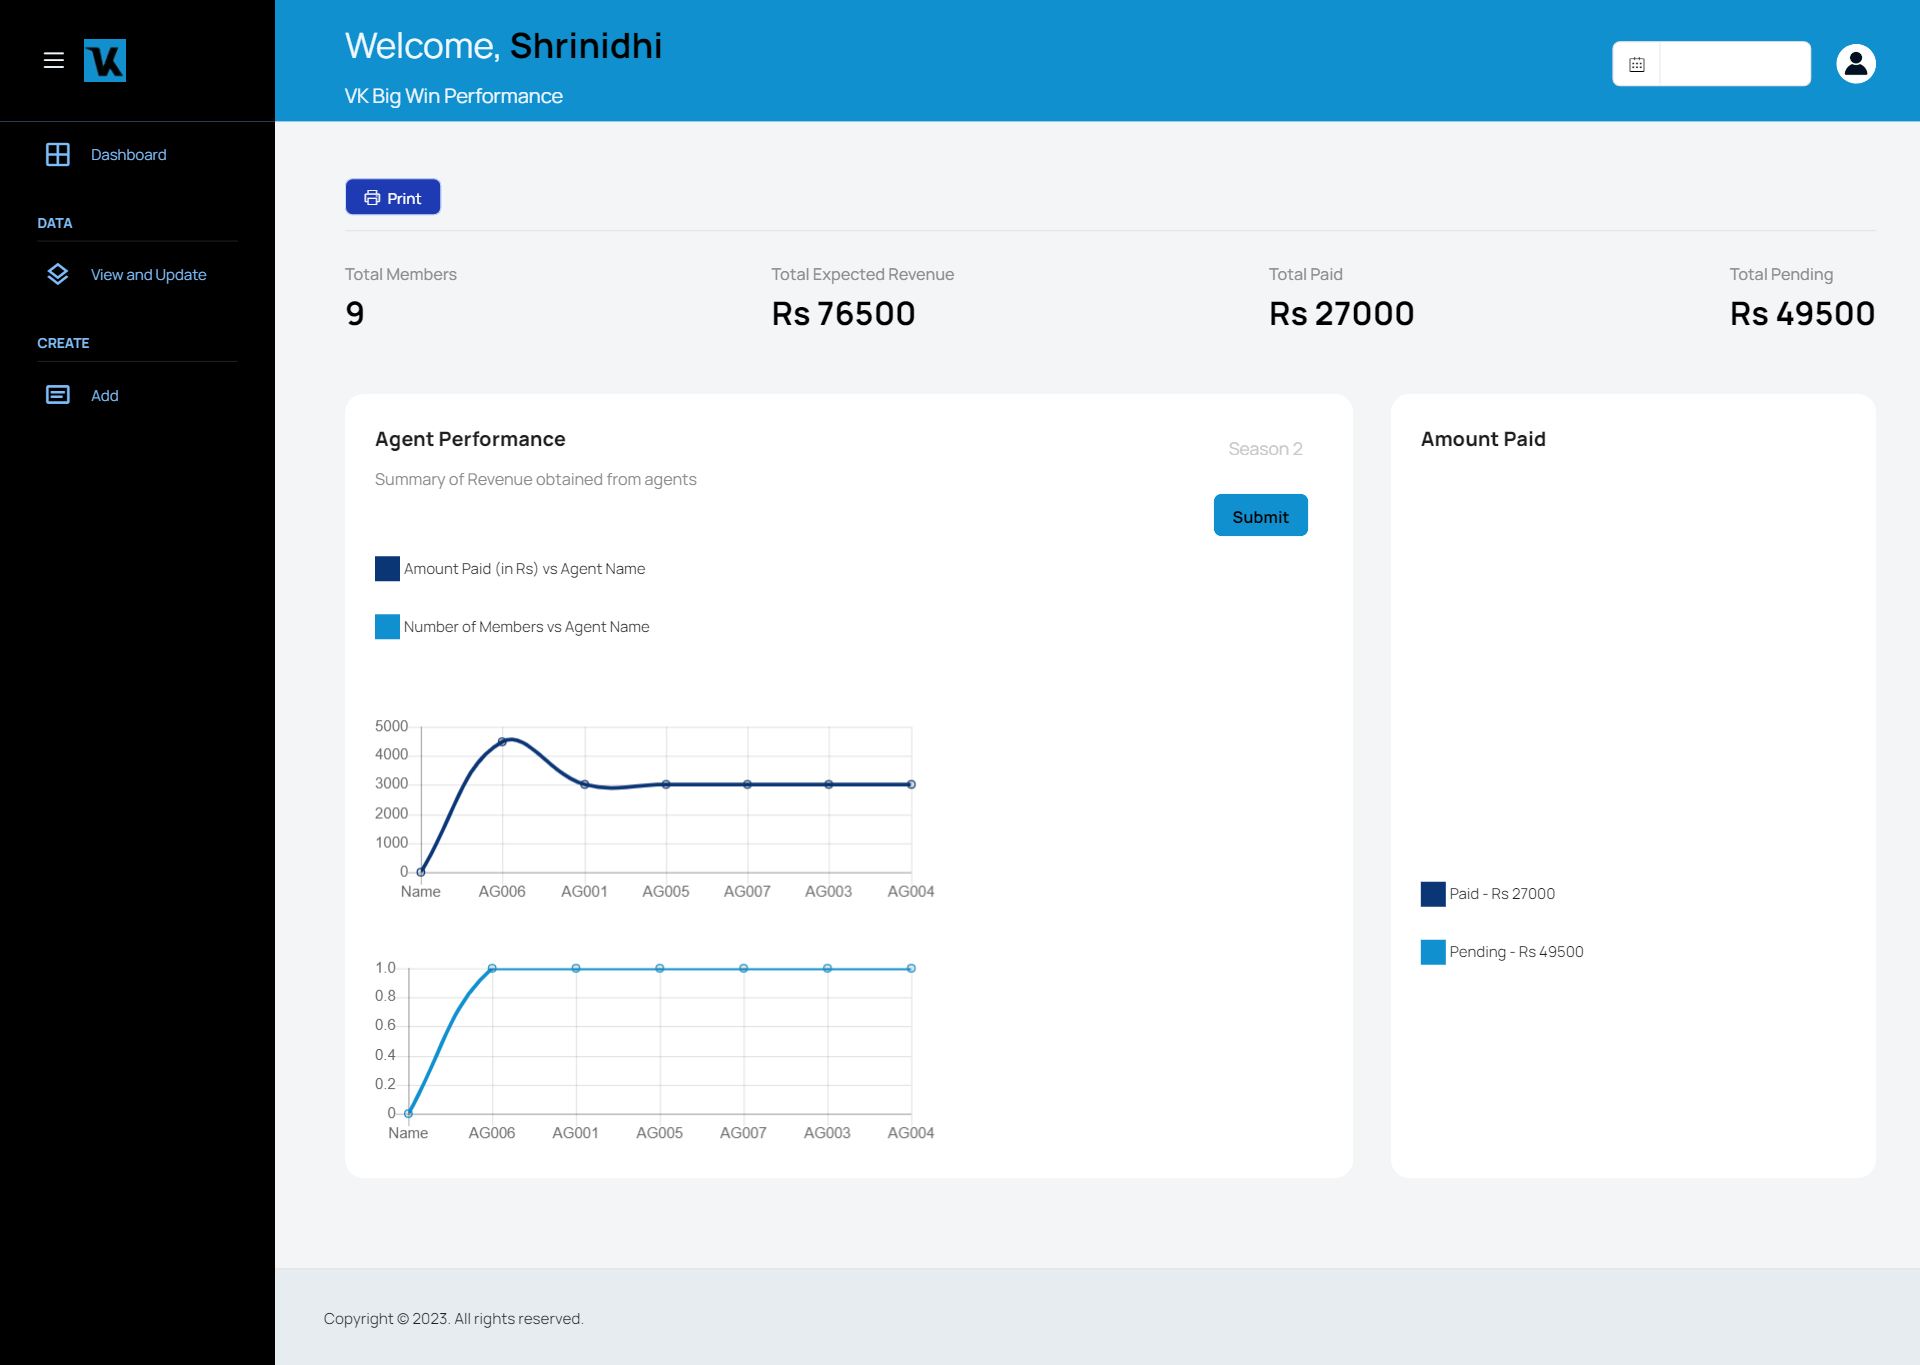 VK
Welcome, Shrinidhi
VK Big Win Performance
Dashboard
DATA
View and Update
CREATE
Add
Print
Total Members
9
Total Expected Revenue
Rs 76500
Total Paid
Rs 27000
Total Pending
Rs 49500
Agent Performance
Summary of Revenue obtained from agents
Season 2
Submit
Amount Paid (in Rs) vs Agent Name
Number of Members vs Agent Name
5000
4000
3000
2000
1000
0
Name AG006 AG001 AG005 AG007 AG003 AG004
1.0
0.8
0.6
0.4
0.2
0
Name AG006 AG001 AG005 AG007 AG003 AG004
Amount Paid
Paid - Rs 27000
Pending - Rs 49500
Copyright © 2023. All rights reserved.